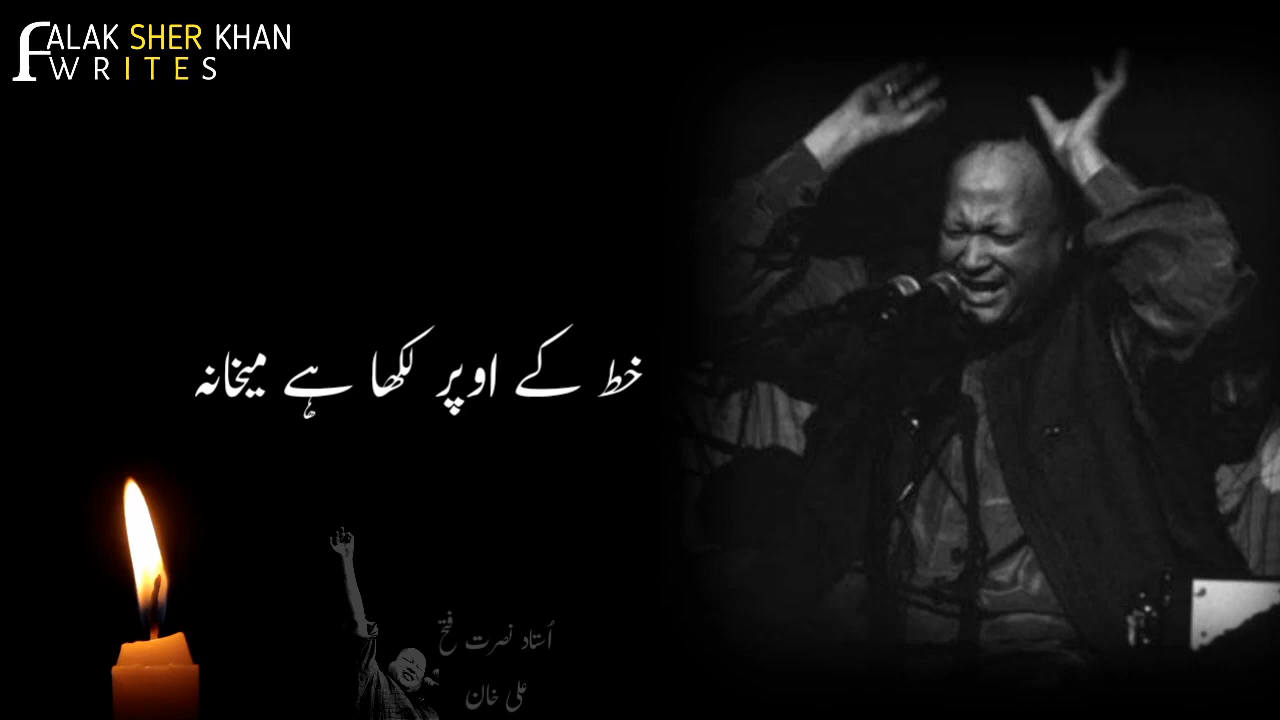 FALAK SHER KHAN
WRITES
خط کے اوپر لکھا ہے میخانہ
اُستاد نصرت فتح
علی خان